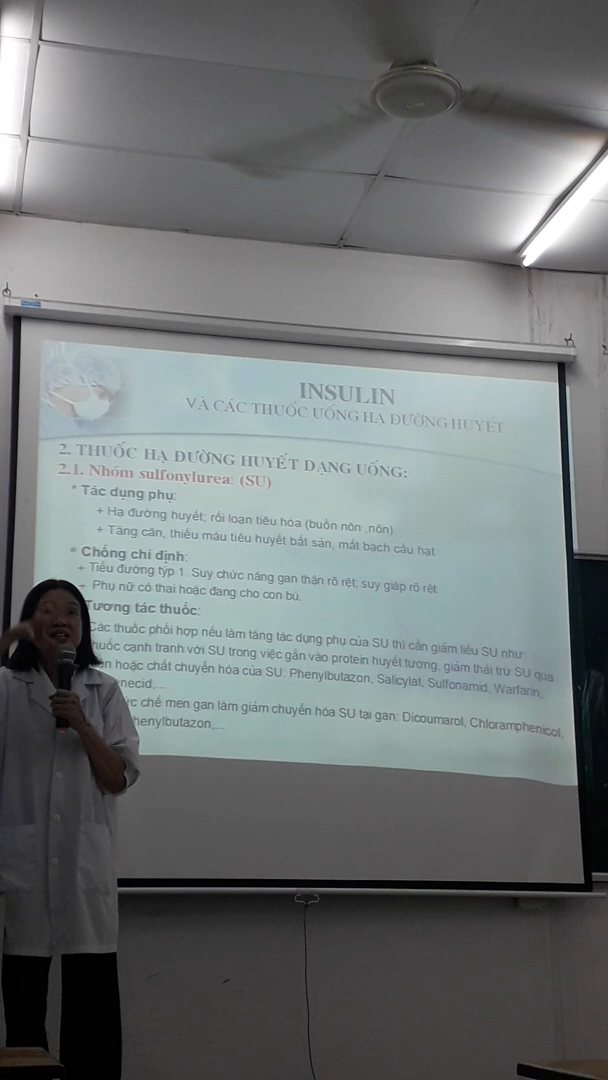 INSULIN
VÀ CÁC THUỐC UỐNG HẠ ĐƯỜNG HUYẾT
2. THUỐC HẠ ĐƯỜNG HUYẾT DẠNG UỐNG:
2.1. Nhóm sulfonylurea: (SU)
* Tác dụng phụ:
+ Hạ đường huyết; rối loạn tiêu hóa (buồn nôn ,nôn)
+ Tăng cân, thiếu máu tiêu huyết bất sản, mất bạch cầu hạt
* Chống chỉ định:
+ Tiểu đường týp 1. Suy chức năng gan thận rõ rệt; suy giáp rõ rệt
+ Phụ nữ có thai hoặc đang cho con bú.
Tương tác thuốc:
Các thuốc phối hợp nếu làm tăng tác dụng phụ của SU thì cần giảm liều SU như:
thuốc cạnh tranh với SU trong việc gắn vào protein huyết tương, giảm thải trừ SU qua
hoặc chất chuyển hóa của SU: Phenylbutazon, Salicylat, Sulfonamid, Warfarin,
necid,...
chế men gan làm giảm chuyển hóa SU tại gan: Dicoumarol, Chloramphenicol,
henylbutazon,...